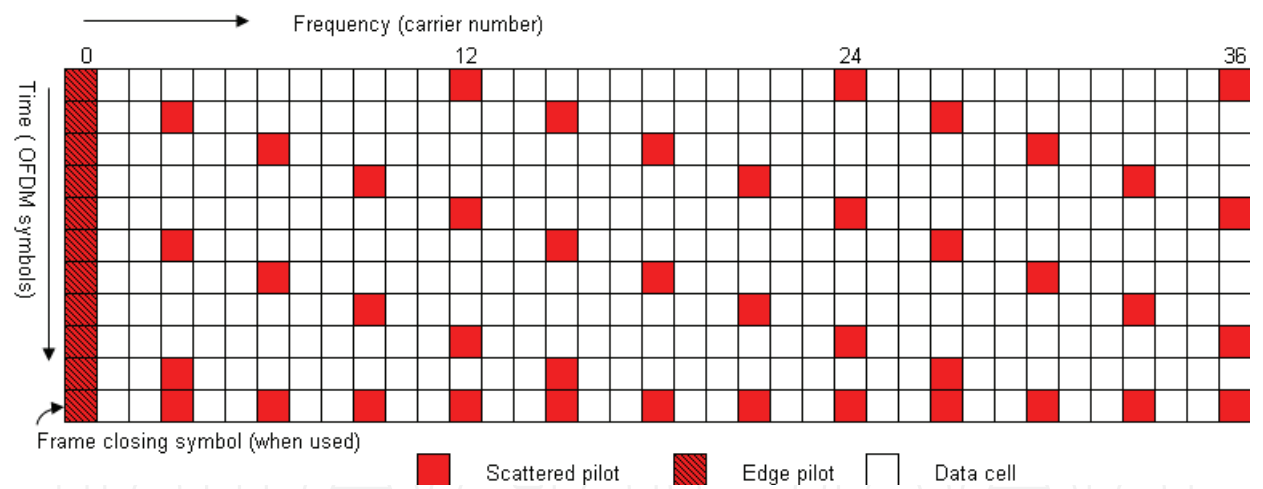 Frequency (carrier number)
0 12 24 36
Time ( OFDM symbols)
Frame closing symbol (when used)
Scattered pilot Edge pilot Data cell